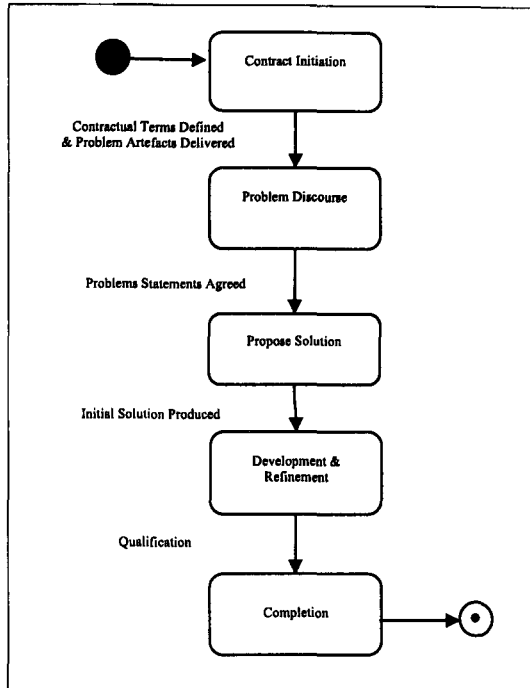 Contract Initiation
Contractual Terms Defined
& Problem Artefacts Delivered
Problem Discourse
Problems Statements Agreed
Propose Solution
Initial Solution Produced
Development &
Refinement
Qualification
Completion